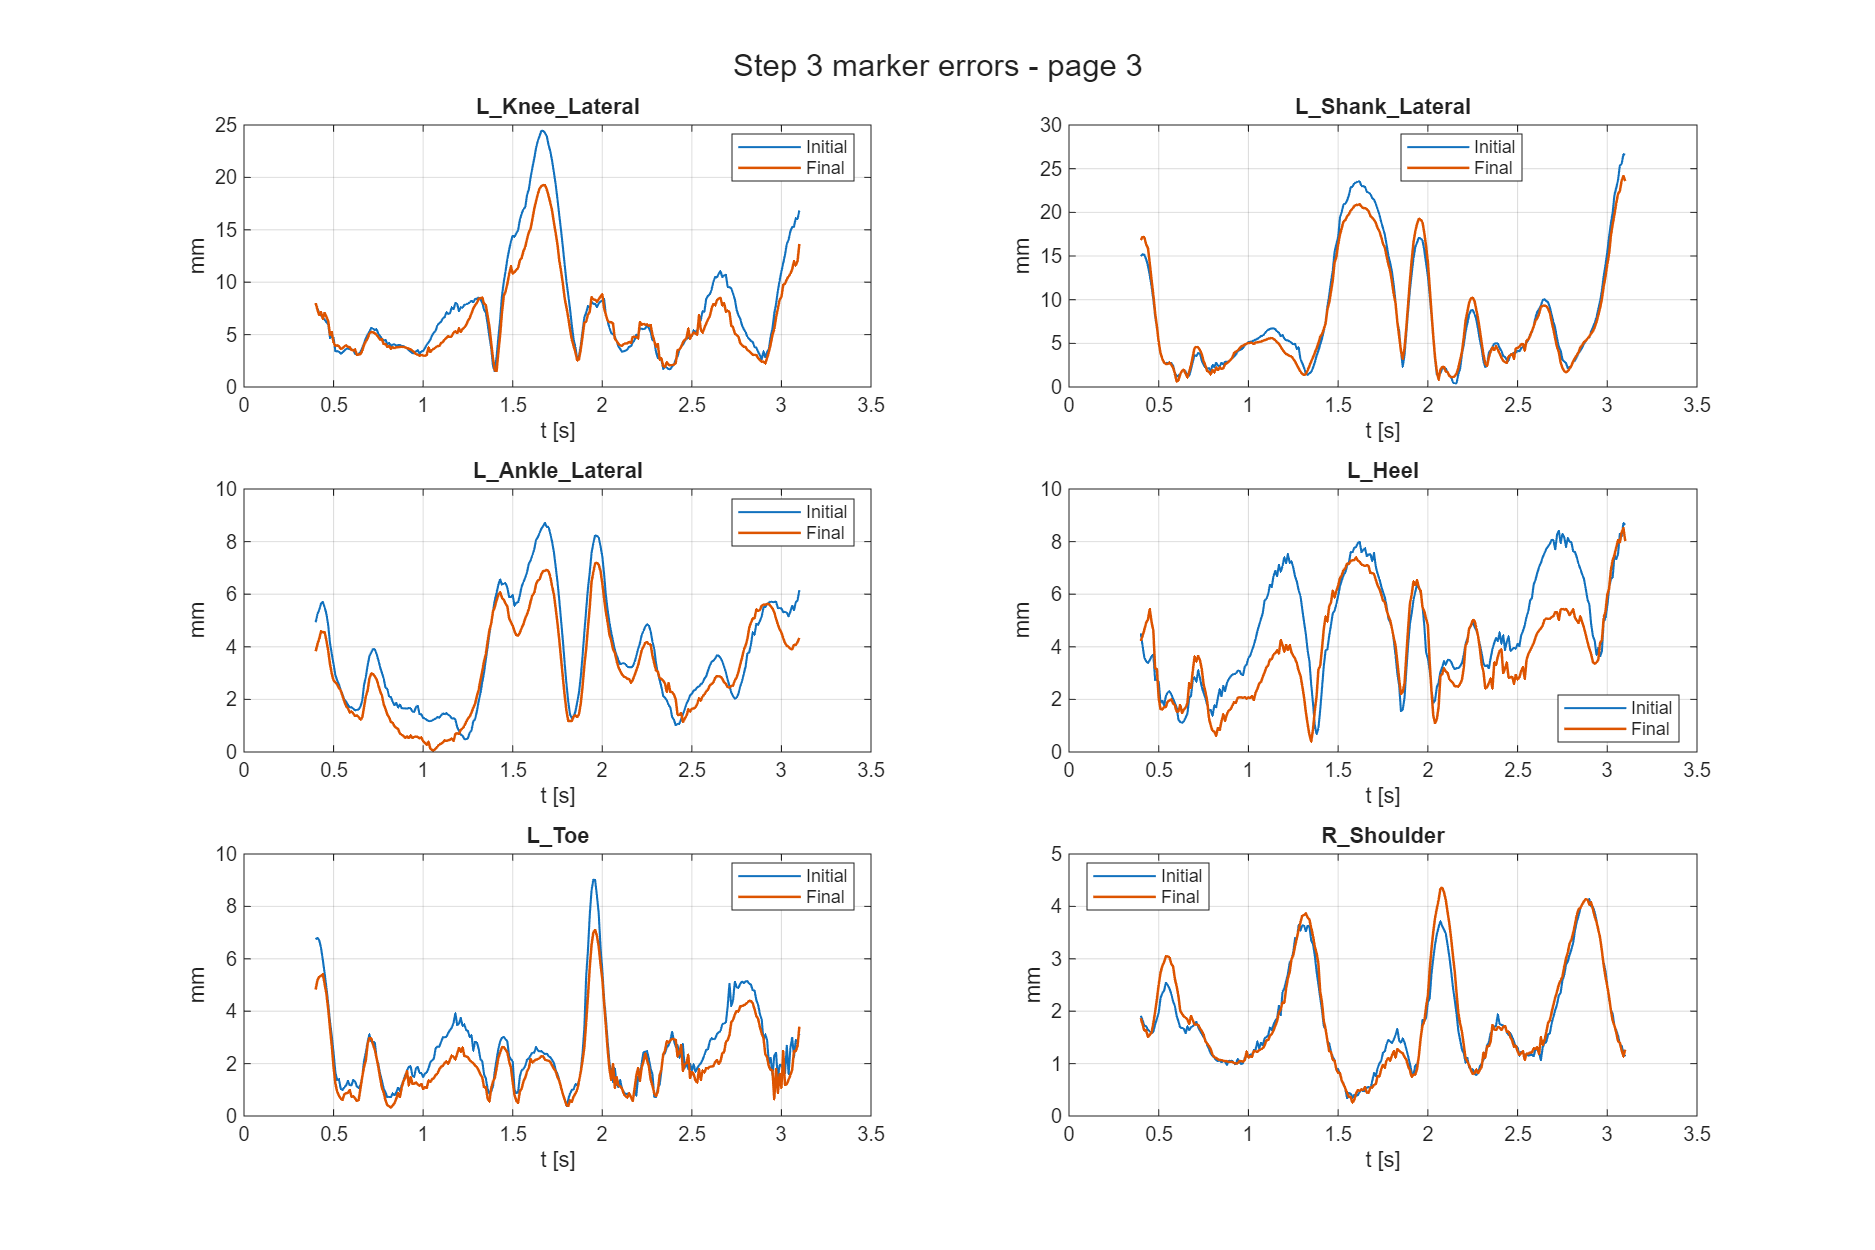 Step 3 marker errors - page 3
L_Knee_Lateral
25
20
15
10
5
0
mm
0 0.5 1 1.5 2 2.5 3 3.5
t [s]
Initial
Final
L_Shank_Lateral
30
25
20
15
10
5
0
mm
0 0.5 1 1.5 2 2.5 3 3.5
t [s]
Initial
Final
L_Ankle_Lateral
10
8
6
4
2
0
mm
0 0.5 1 1.5 2 2.5 3 3.5
t [s]
Initial
Final
L_Heel
10
8
6
4
2
0
mm
0 0.5 1 1.5 2 2.5 3 3.5
t [s]
Initial
Final
L_Toe
10
8
6
4
2
0
mm
0 0.5 1 1.5 2 2.5 3 3.5
t [s]
Initial
Final
R_Shoulder
5
4
3
2
1
0
mm
0 0.5 1 1.5 2 2.5 3 3.5
t [s]
Initial
Final